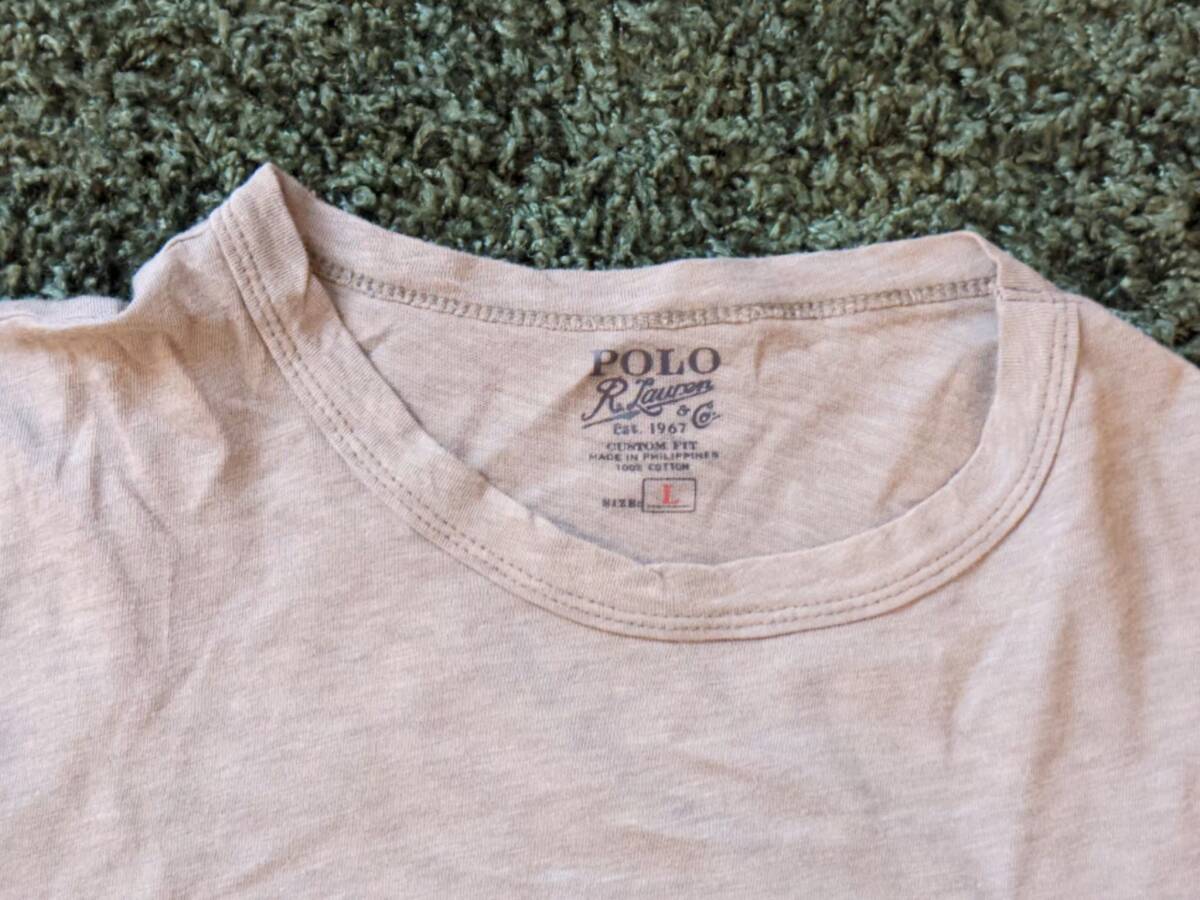 POLO
R. Lauren
& Co.
Est. 1967
CUSTOM FIT
MADE IN PHILIPPINES
100% COTTON
SIZE: L